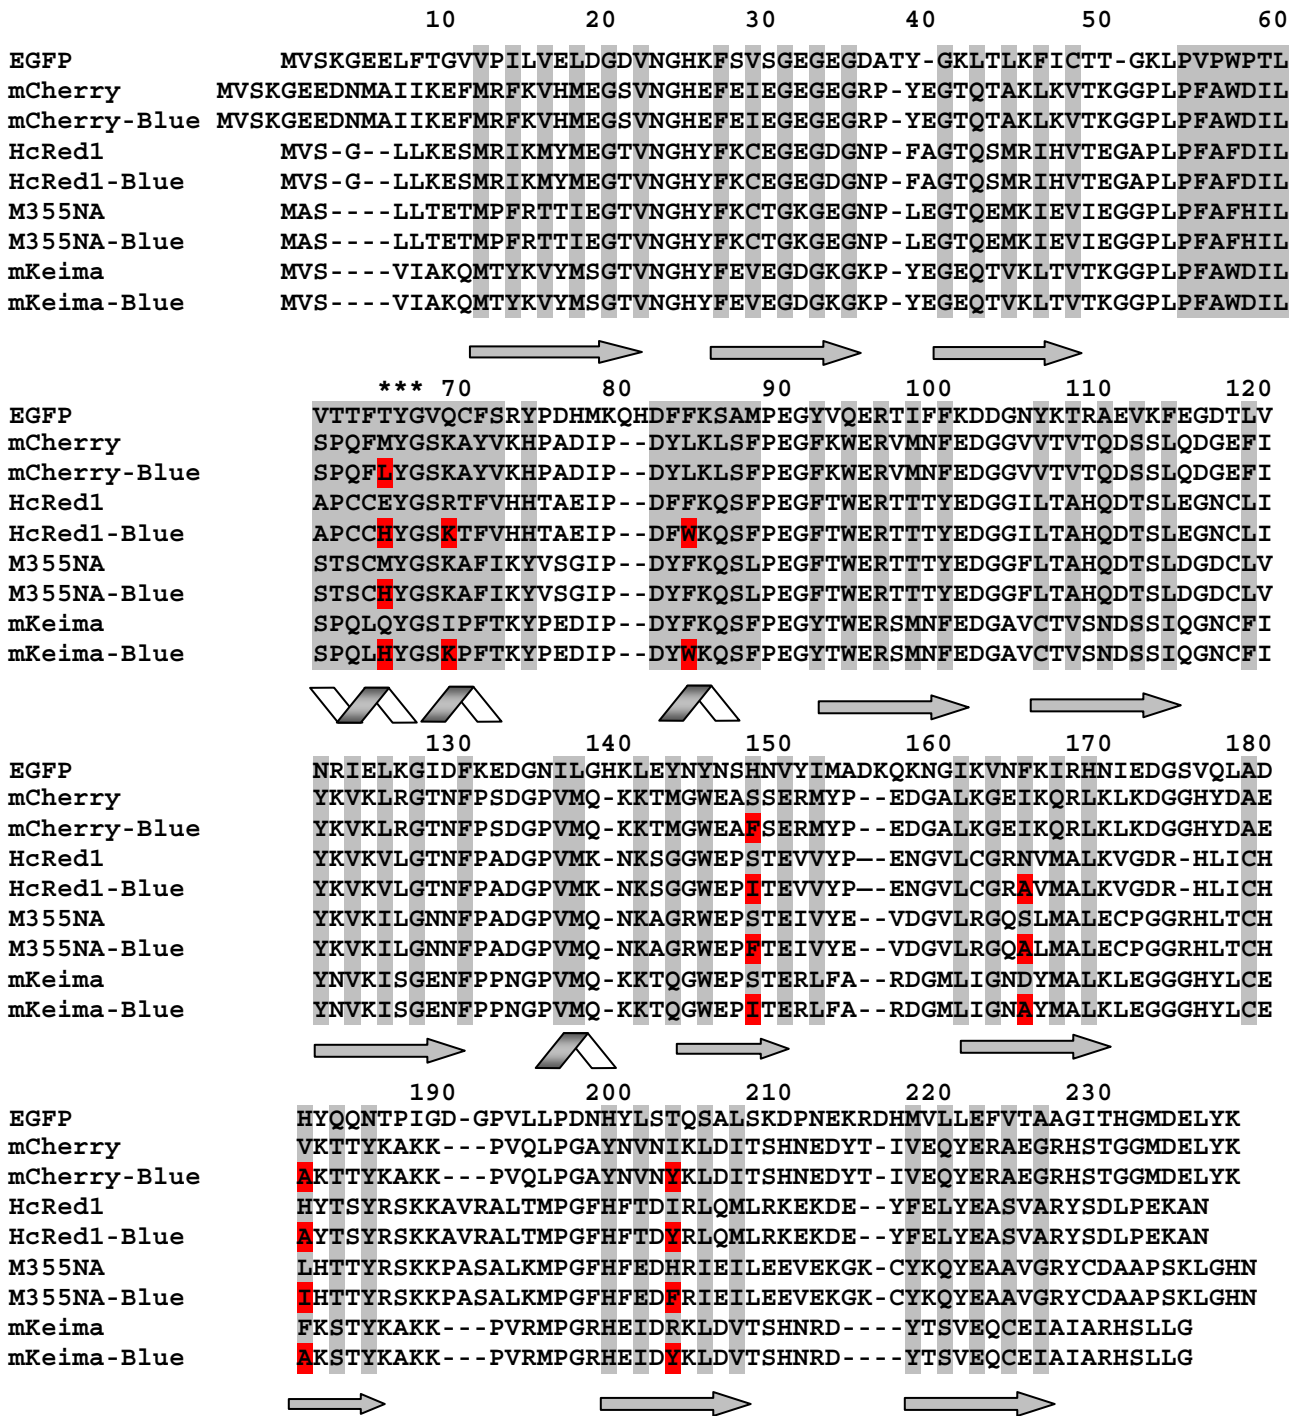 10 20 30 40 50 60
EGFP MVSKGEELFTGVVPILVELDGDVNGHKFSVSGEGEGDATY-GKLTLKFICTT-GKLPVPWPTL
mCherry MVSKGEEDNMAIIKEFMRFKVHMEGSVNGHEFEIEGEGEGRP-YEGTQTAKLKVTKGGPLPFAWDIL
mCherry-Blue MVSKGEEDNMAIIKEFMRFKVHMEGSVNGHEFEIEGEGEGRP-YEGTQTAKLKVTKGGPLPFAWDIL
HcRed1 MVS-G--LLKESMRIKMYMEGTVNGHYFKCEGEGDGNP-FAGTQSMRIHVTEGAPLPFAFDIL
HcRed1-Blue MVS-G--LLKESMRIKMYMEGTVNGHYFKCEGEGDGNP-FAGTQSMRIHVTEGAPLPFAFDIL
M355NA MAS----LLTETMPFRTTIEGTVNGHYFKCTGKGEGNP-LEGTQEMKIEVIEGGPLPFAFHIL
M355NA-Blue MAS----LLTETMPFRTTIEGTVNGHYFKCTGKGEGNP-LEGTQEMKIEVIEGGPLPFAFHIL
mKeima MVS----VIAKQMTYKVYMSGTVNGHYFEVEGDGKGKP-YEGEQTVKLTVTKGGPLPFAWDIL
mKeima-Blue MVS----VIAKQMTYKVYMSGTVNGHYFEVEGDGKGKP-YEGEQTVKLTVTKGGPLPFAWDIL
*** 70 80 90 100 110 120
EGFP VTTFTYGVQCFSRYPDHMKQHDFFKSAMPEGYVQERTIFFKDDGNYKTRAEVKFEGDTLV
mCherry SPQFMYGSKAYVKHPADIP--DYLKLSFPEGFKWERVMNFEDGGVVTVTQDSSLQDGEFI
mCherry-Blue SPQFLYGSKAYVKHPADIP--DYLKLSFPEGFKWERVMNFEDGGVVTVTQDSSLQDGEFI
HcRed1 APCCEYGSRTFVHHTAEIP--DFFKQSFPEGFTWERTTTYEDGGILTAHQDTSLEGNCLI
HcRed1-Blue APCCHYGSKTFVHHTAEIP--DFWKQSFPEGFTWERTTTYEDGGILTAHQDTSLEGNCLI
M355NA STSCMYGSKAFIKYVSGIP--DYFKQSLPEGFTWERTTTYEDGGFLTAHQDTSLDGDCLV
M355NA-Blue STSCHYGSKAFIKYVSGIP--DYFKQSLPEGFTWERTTTYEDGGFLTAHQDTSLDGDCLV
mKeima SPQLQYGSIPFTKYPEDIP--DYFKQSFPEGYTWERSMNFEDGAVCTVSNDSSIQGNCFI
mKeima-Blue SPQLHYGSKPFTKYPEDIP--DYWKQSFPEGYTWERSMNFEDGAVCTVSNDSSIQGNCFI
130 140 150 160 170 180
EGFP NRIELKGIDFKEDGNILGHKLEYNYNSHNVYIMADKQKNGIKVNFKIRHNIEDGSVQLAD
mCherry YKVKLRGTNFPSDGPVMQ-KKTMGWEASSERMYP--EDGALKGEIKQRLKLKDGGHYDAE
mCherry-Blue YKVKLRGTNFPSDGPVMQ-KKTMGWEAFSERMYP--EDGALKGEIKQRLKLKDGGHYDAE
HcRed1 YKVKVLGTNFPADGPVMK-NKSGGWEPSTEVVYP--ENGVLCGRNVMALKVGDR-HLICH
HcRed1-Blue YKVKVLGTNFPADGPVMK-NKSGGWEPITEVVYP--ENGVLCGRAVMALKVGDR-HLICH
M355NA YKVKILGNNFPADGPVMQ-NKAGRWEPSTEIVYE--VDGVLRGQSLMALECPGGRHLTCH
M355NA-Blue YKVKILGNNFPADGPVMQ-NKAGRWEPFTEIVYE--VDGVLRGQALMALECPGGRHLTCH
mKeima YNVKISGENFPPNGPVMQ-KKTQGWEPSTERLFA--RDGMLIGNDYMALKLEGGGHYLCE
mKeima-Blue YNVKISGENFPPNGPVMQ-KKTQGWEPITERLFA--RDGMLIGNAYMALKLEGGGHYLCE
190 200 210 220 230
EGFP HYQQNTPIGD-GPVLLPDNHYLSTQSALSKDPNEKRDHMVLLEFVTAAGITHGMDELYK
mCherry VKTTYKAKK---PVQLPGAYNVNIKLDITSHNEDYT-IVEQYERAEGRHSTGGMDELYK
mCherry-Blue AKTTYKAKK---PVQLPGAYNVNYKLDITSHNEDYT-IVEQYERAEGRHSTGGMDELYK
HcRed1 HYTSYRSKKAVRALTMPGFHFTDIRLQMLRKEKDE--YFELYEASVARYSDLPEKAN
HcRed1-Blue AYTSYRSKKAVRALTMPGFHFTDYRLQMLRKEKDE--YFELYEASVARYSDLPEKAN
M355NA LHTTYRSKKPASALKMPGFHFEDHRIEILEEVEKGK-CYKQYEAAVGRYCDAAPSKLGHN
M355NA-Blue IHTTYRSKKPASALKMPGFHFEDFRIEILEEVEKGK-CYKQYEAAVGRYCDAAPSKLGHN
mKeima FKSTYKAKK---PVRMPGRHEIDRKLDVTSHNRD----YTSVEQCEIAIARHSLLG
mKeima-Blue AKSTYKAKK---PVRMPGRHEIDYKLDVTSHNRD----YTSVEQCEIAIARHSLLG